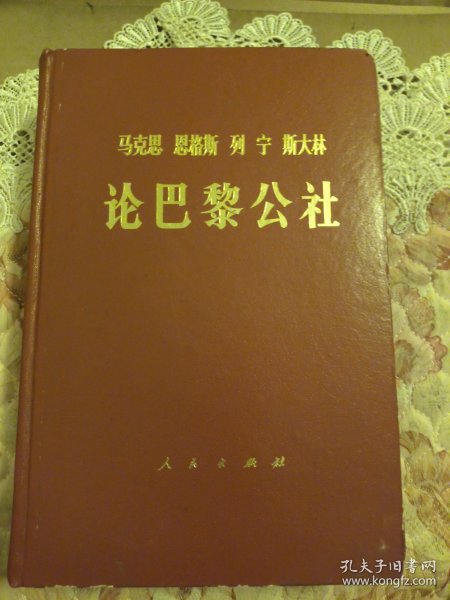 马克思 恩格斯 列宁 斯大林
论巴黎公社
人民出版社
孔夫子旧书网
www.kongfz.com